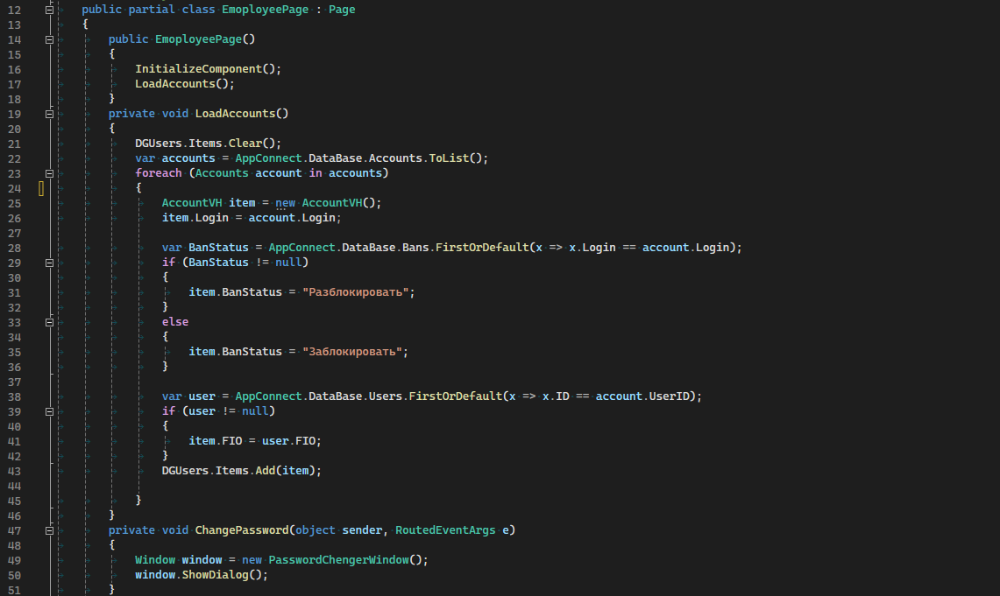 12 public partial class EmoployeePage : Page
13 {
14 public EmoployeePage()
15 {
16 InitializeComponent();
17 LoadAccounts();
18 }
19 private void LoadAccounts()
20 {
21 DGUsers.Items.Clear();
22 var accounts = AppConnect.DataBase.Accounts.ToList();
23 foreach (Accounts account in accounts)
24 {
25 AccountVH item = new AccountVH();
26 item.Login = account.Login;
27
28 var BanStatus = AppConnect.DataBase.Bans.FirstOrDefault(x => x.Login == account.Login);
29 if (BanStatus != null)
30 {
31 item.BanStatus = "Разблокировать";
32 }
33 else
34 {
35 item.BanStatus = "Заблокировать";
36 }
37
38 var user = AppConnect.DataBase.Users.FirstOrDefault(x => x.ID == account.UserID);
39 if (user != null)
40 {
41 item.FIO = user.FIO;
42 }
43 DGUsers.Items.Add(item);
44
45 }
46 }
47 private void ChangePassword(object sender, RoutedEventArgs e)
48 {
49 Window window = new PasswordChengerWindow();
50 window.ShowDialog();
51 }